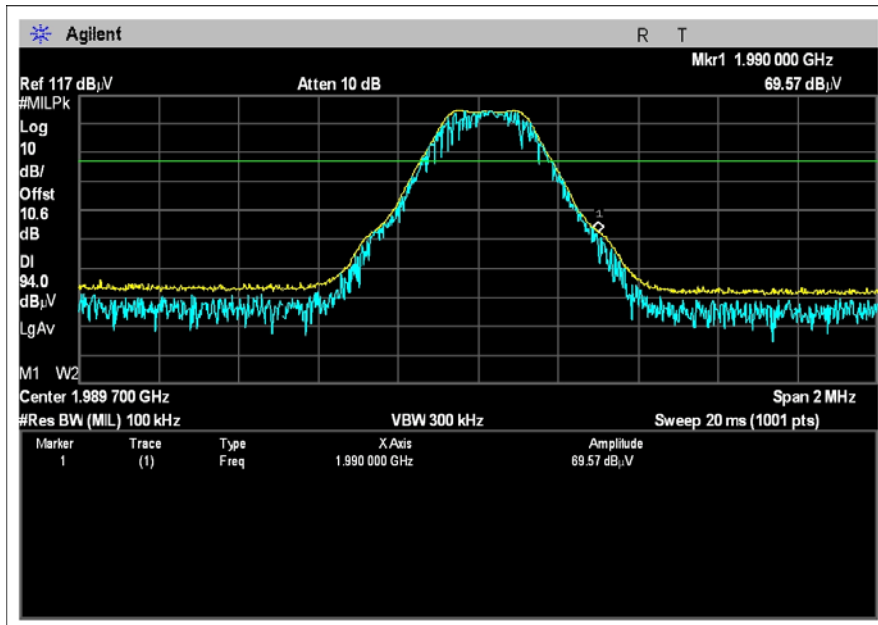 Agilent R T
Mkr1 1.990 000 GHz
Ref 117 dBμV Atten 10 dB 69.57 dBμV
#MILPk
Log
10
dB/
Offst
10.6
dB
DI
94.0
dBμV
LgAv
M1 W2
1
Center 1.989 700 GHz Span 2 MHz
#Res BW (MIL) 100 kHz VBW 300 kHz Sweep 20 ms (1001 pts)
Marker Trace Type X Axis Amplitude
1 (1) Freq 1.990 000 GHz 69.57 dBμV